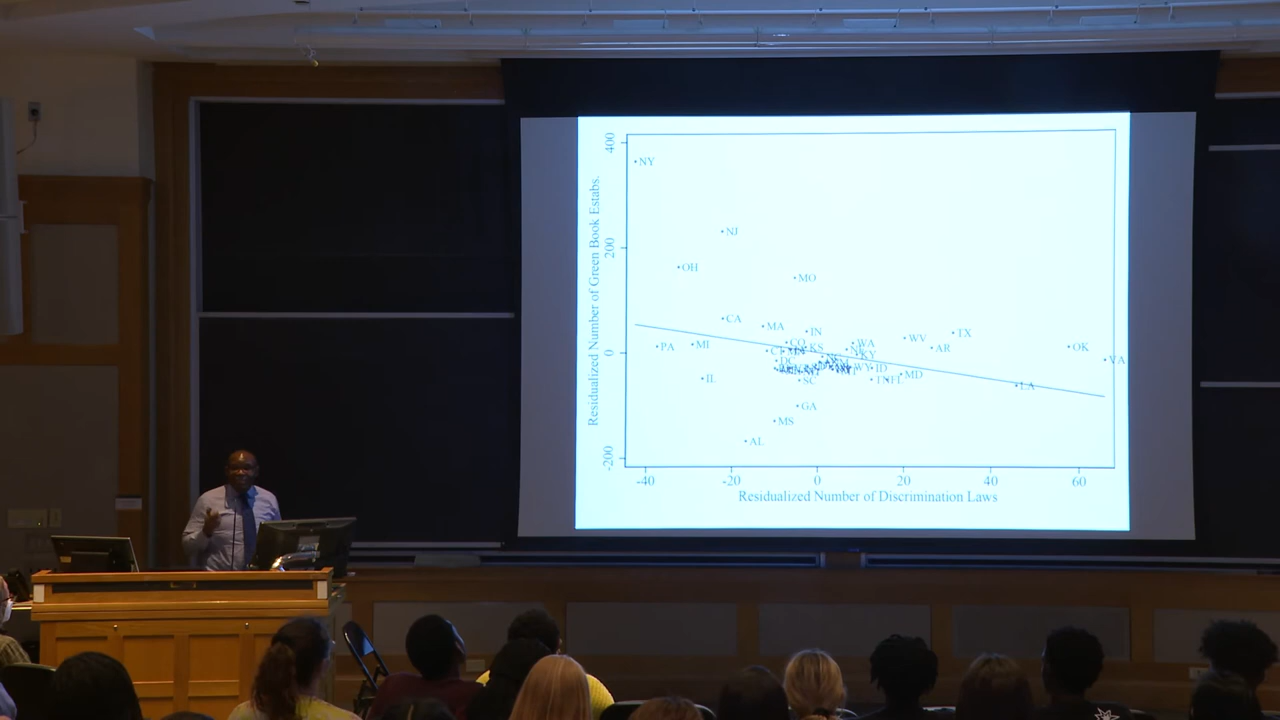 400
200
0
-200
Residualized Number of Green Book Estabs.
NY
NJ
OH
MO
CA
MA
IN
WV
TX
CO
WA
PA
MI
KS
AR
OK
KY
VA
DC
WY
ID
IL
SC
MD
LA
GA
MS
AL
-40
-20
0
20
40
60
Residualized Number of Discrimination Laws